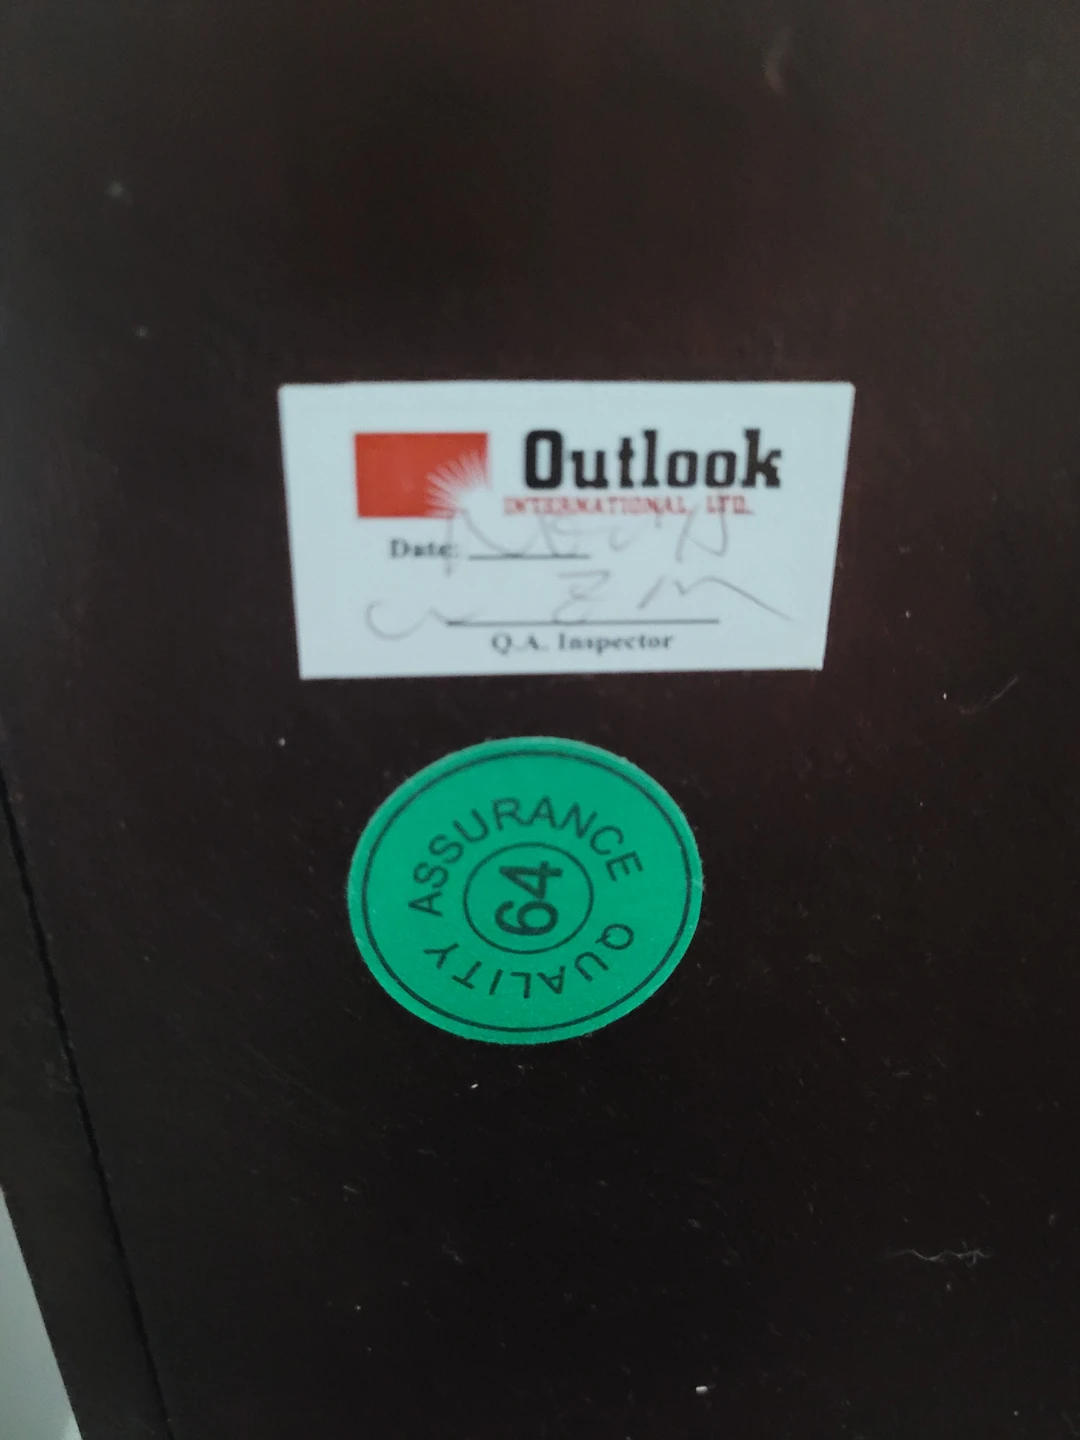 Outlook
INTERNATIONAL LTD.
Date:
Q.A. Inspector
QUALITY ASSURANCE
64